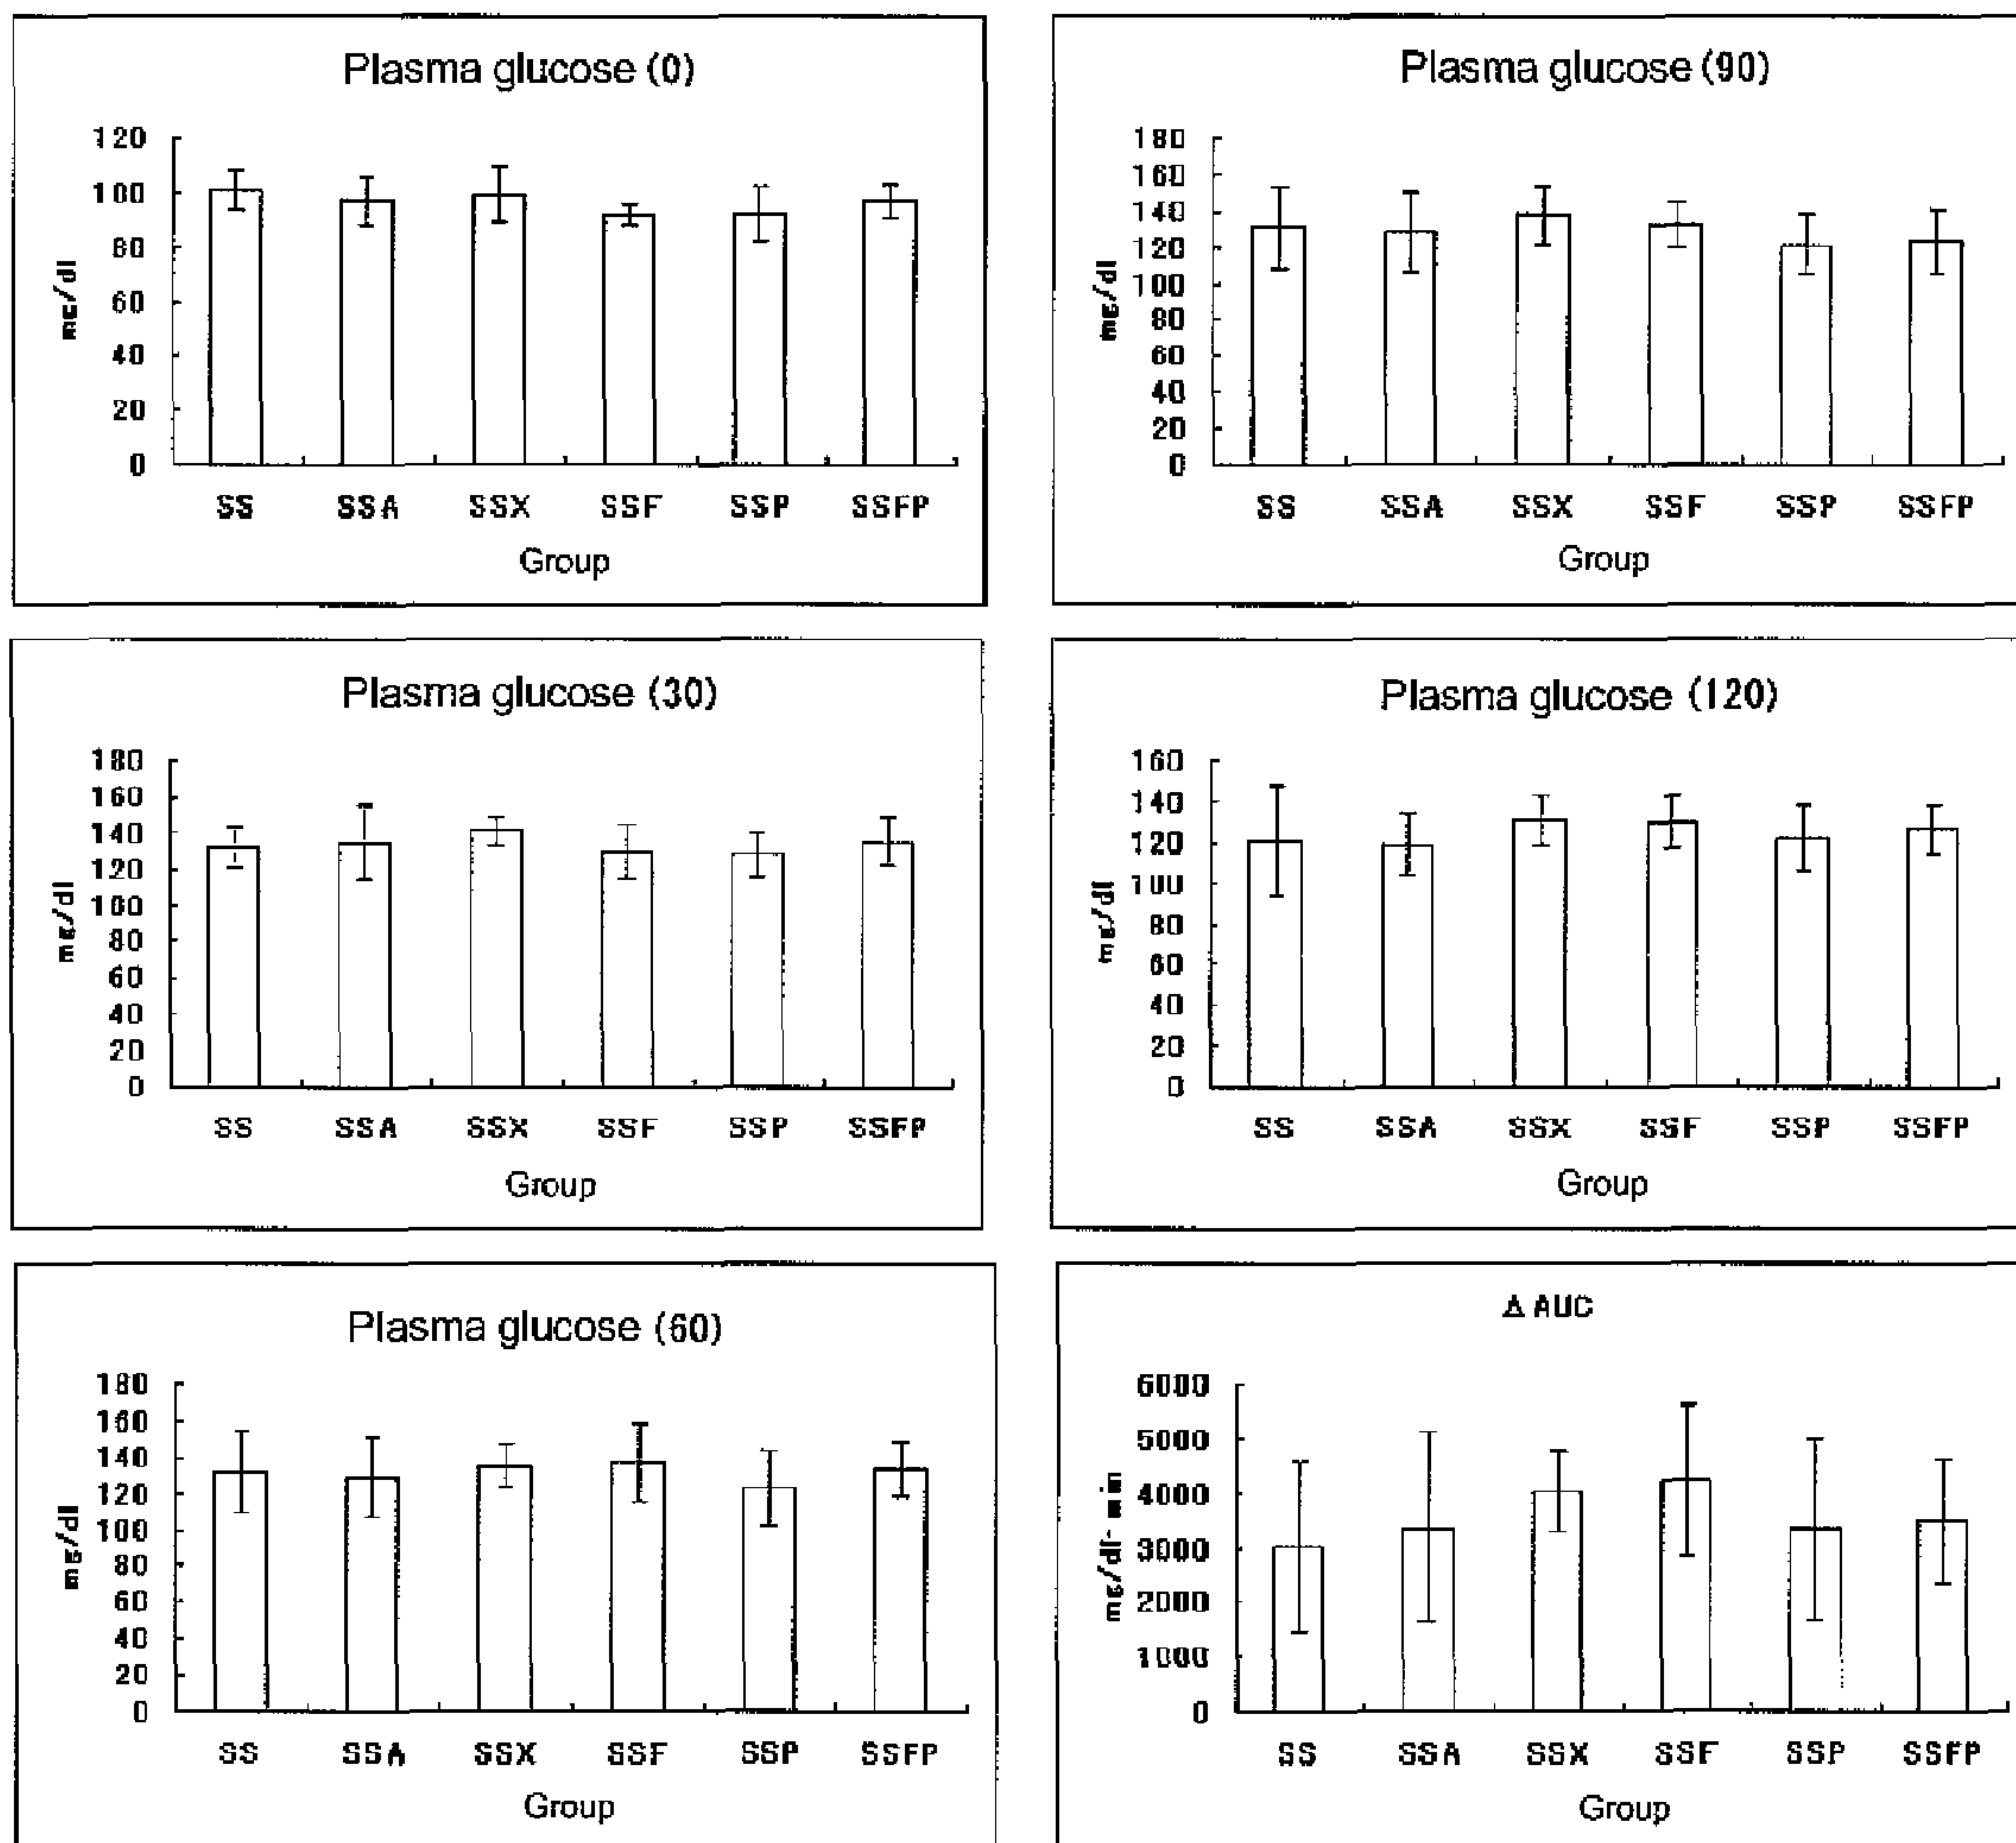 Plasma glucose (0)
mg/dl
120
100
80
60
40
20
0
SS SSA SSX SSF SSP SSFP
Group
Plasma glucose (90)
mg/dl
180
160
140
120
100
80
60
40
20
0
SS SSA SSX SSF SSP SSFP
Group
Plasma glucose (30)
mg/dl
180
160
140
120
100
80
60
40
20
0
SS SSA SSX SSF SSP SSFP
Group
Plasma glucose (120)
mg/dl
160
140
120
100
80
60
40
20
0
SS SSA SSX SSF SSP SSFP
Group
Plasma glucose (60)
mg/dl
180
160
140
120
100
80
60
40
20
0
SS SSA SSX SSF SSP SSFP
Group
Δ AUC
mg/dl·min
6000
5000
4000
3000
2000
1000
0
SS SSA SSX SSF SSP SSFP
Group